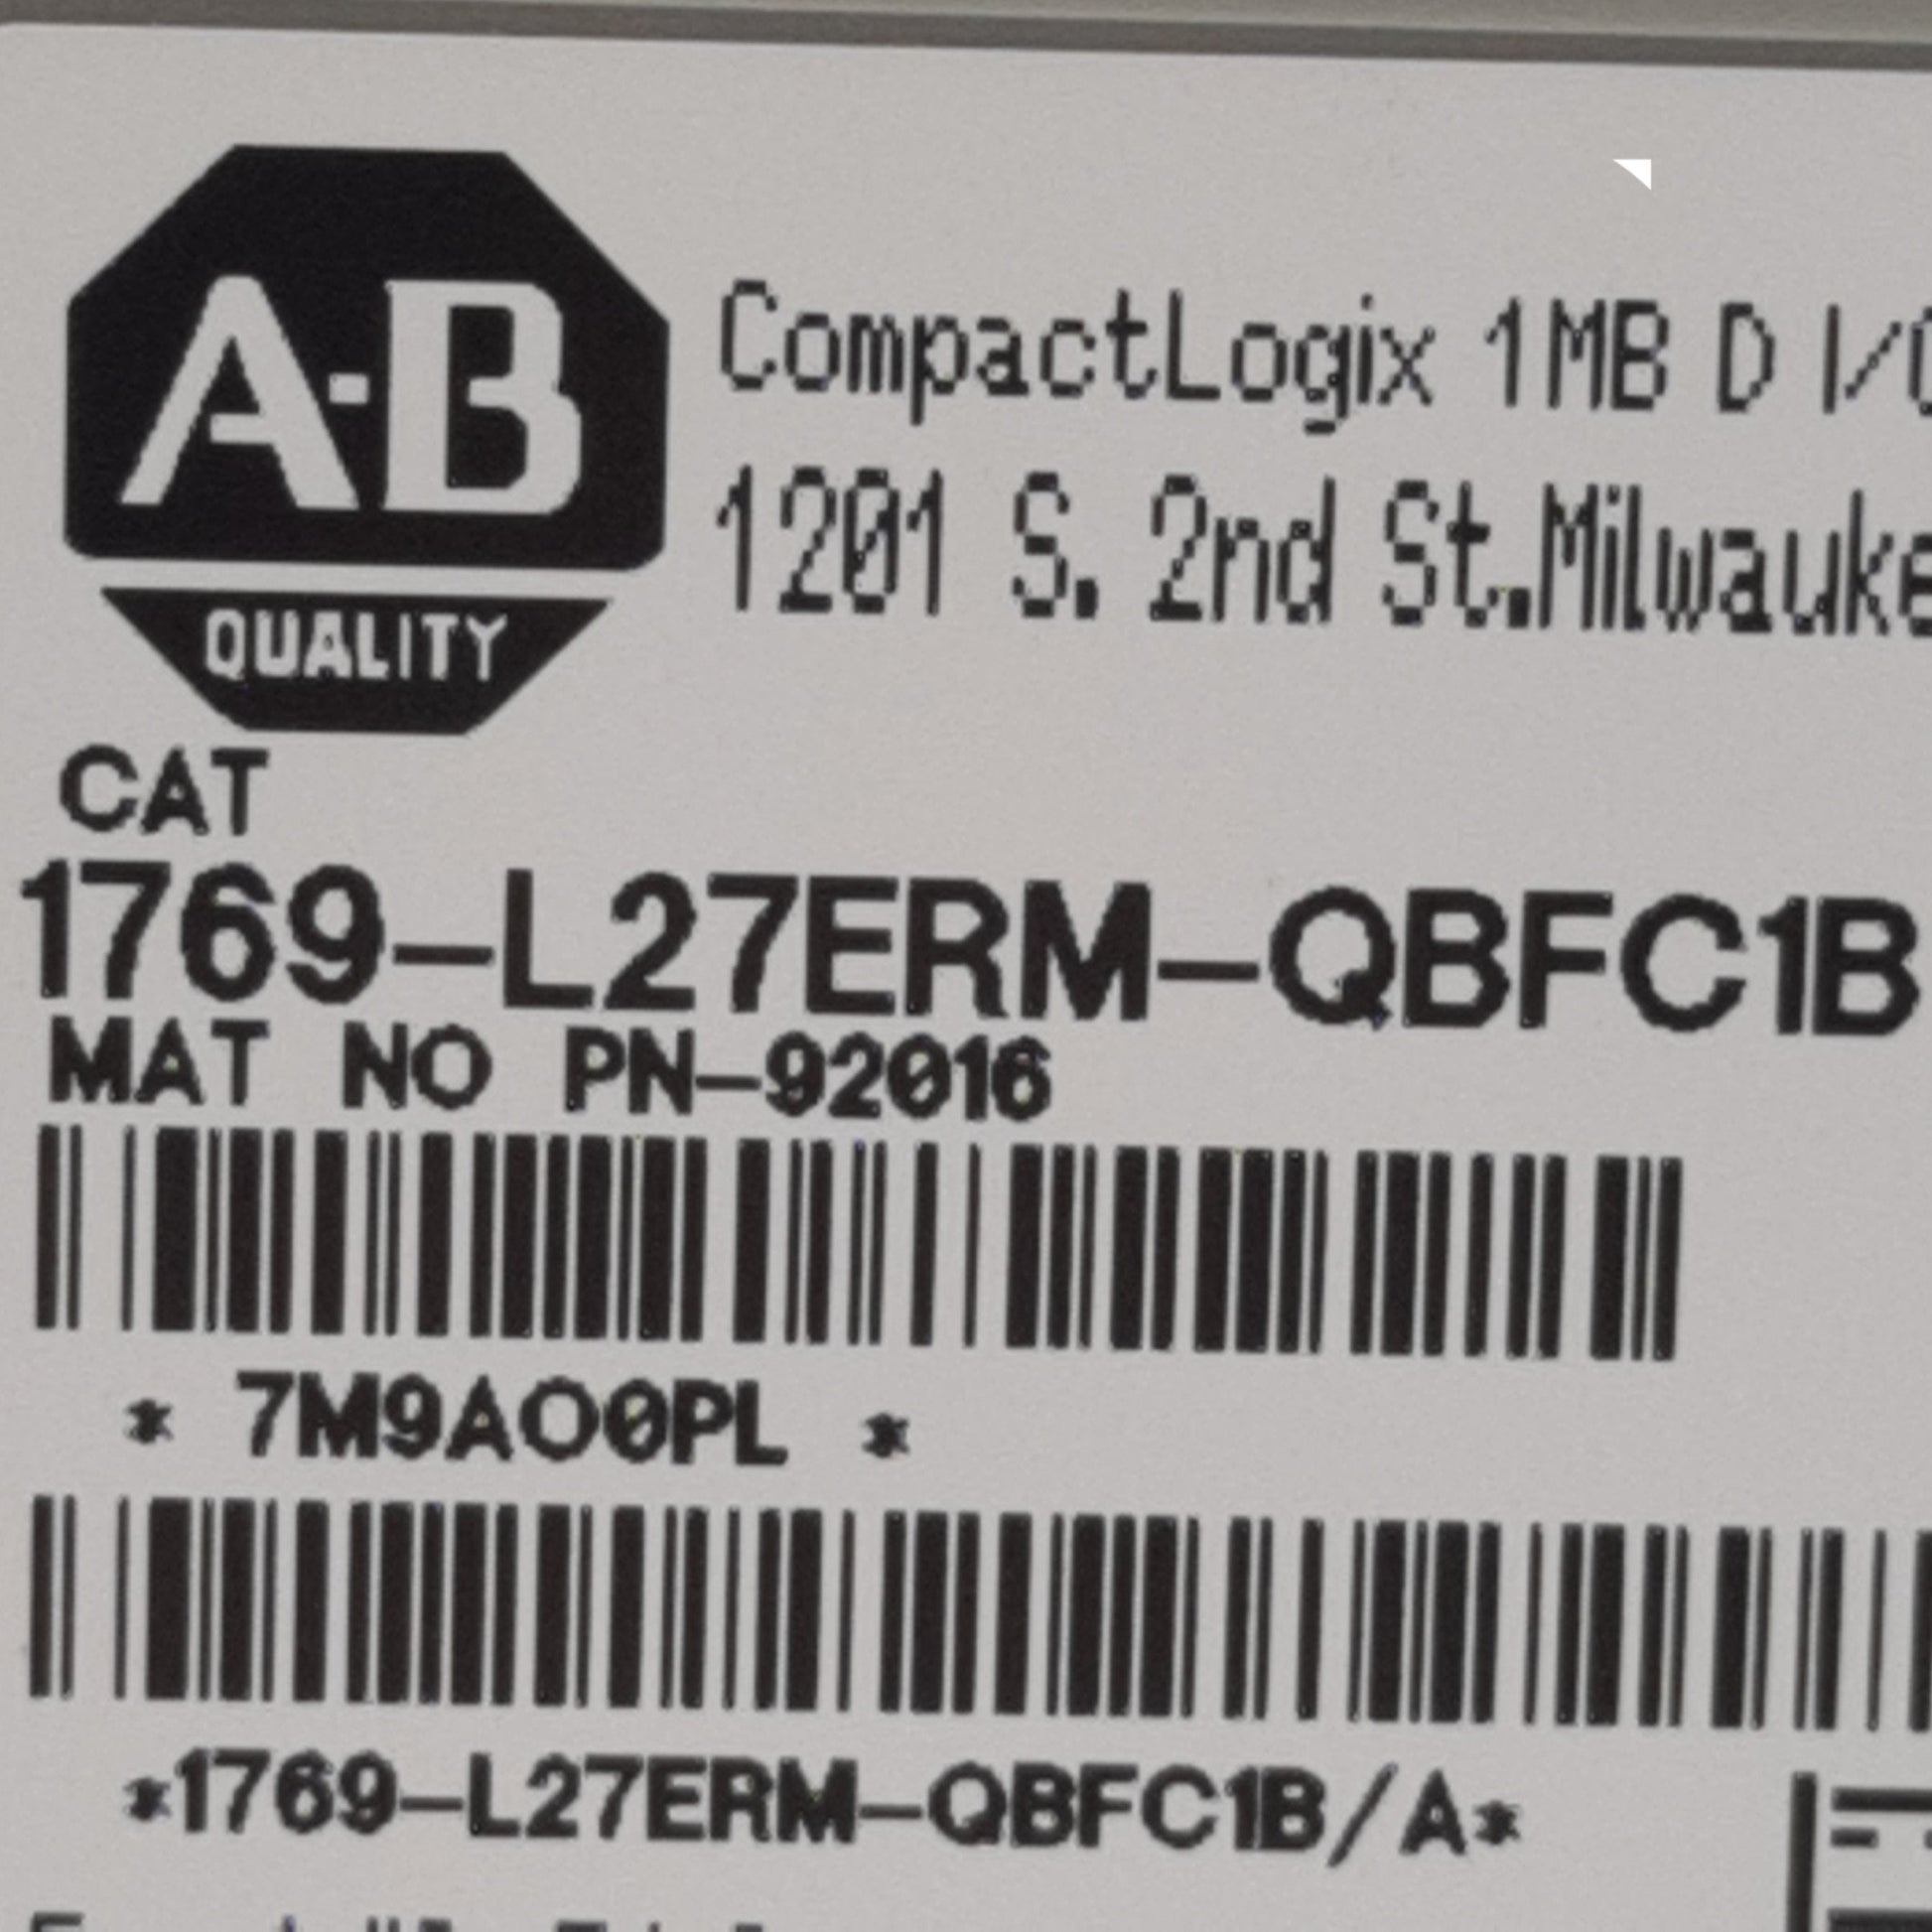 A-B
QUALITY
CompactLogix 1MB D I/
1201 S. 2nd St.Milwauke
CAT
1769-L27ERM-QBFC1B
MAT NO PN-92016
* 7M9AO0PL *
*1769-L27ERM-QBFC1B/A*